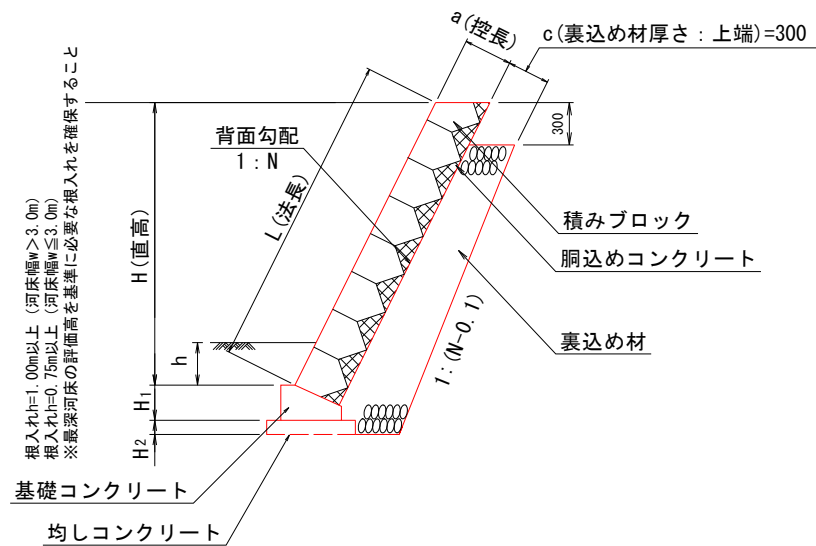 a(控長)
c(裏込め材厚さ：上端)=300
300
背面勾配
1：N
L(法長)
積みブロック
胴込めコンクリート
裏込め材
1：(N-0.1)
H(直高)
h
H1
H2
根入れh=1.00m以上（河床幅w＞3.0m）
根入れh=0.75m以上（河床幅w≦3.0m）
※最深河床の評価高を基準に必要な根入れを確保すること
基礎コンクリート
均しコンクリート